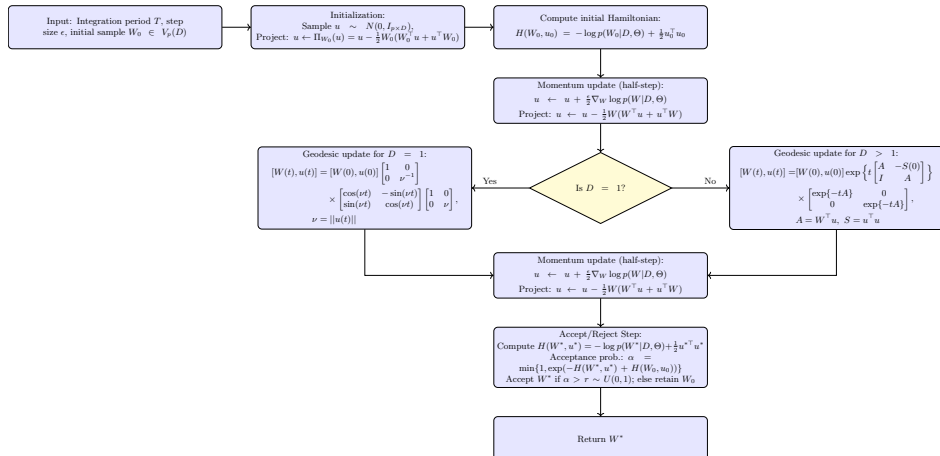 Input: Integration period T, step
size ϵ, initial sample W₀ ∈ Vₚ(D)
Initialization:
Sample u ∼ N(0, I_{p×D}),
Project: u ← Π_{W₀}(u) = u − ½W₀(W₀^⊤u + u^⊤W₀)
Compute initial Hamiltonian:
H(W₀, u₀) = − log p(W₀|D, Θ) + ½u₀^⊤u₀
Momentum update (half-step):
u ← u + ϵ/2 ∇_W log p(W|D, Θ)
Project: u ← u − ½W(W^⊤u + u^⊤W)
Geodesic update for D = 1:
[W(t), u(t)] = [W(0), u(0)] [1 0; 0 ν⁻¹]
× [cos(νt) − sin(νt); sin(νt) cos(νt)] [1 0; 0 ν],
ν = ||u(t)||
Yes
Is D = 1?
No
Geodesic update for D > 1:
[W(t), u(t)] =[W(0), u(0)] exp{t [A −S(0); I A]}
× [exp{−tA} 0; 0 exp{−tA}],
A = W^⊤u, S = u^⊤u
Momentum update (half-step):
u ← u + ϵ/2 ∇_W log p(W|D, Θ)
Project: u ← u − ½W(W^⊤u + u^⊤W)
Accept/Reject Step:
Compute H(W*, u*) = − log p(W*|D, Θ)+½u*^⊤u*
Acceptance prob.: α =
min{1, exp(−H(W*, u*) + H(W₀, u₀))}
Accept W* if α > r ∼ U(0, 1); else retain W₀
Return W*